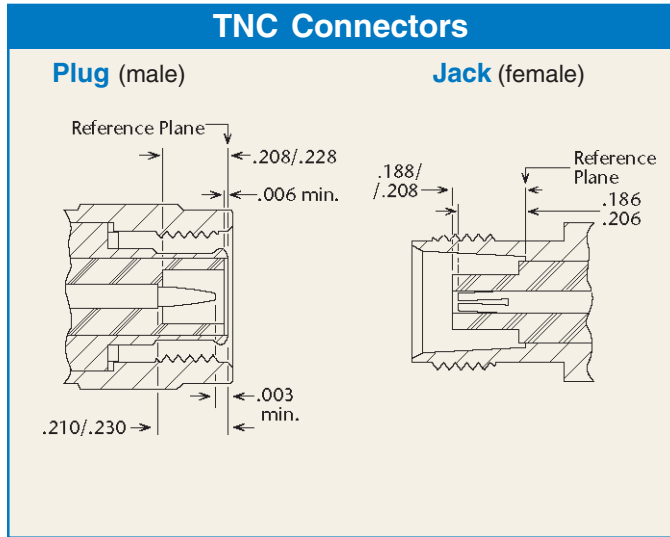 TNC Connectors
Plug (male)
Reference Plane
.208/.228
.006 min.
.003
min.
.210/.230
Jack (female)
Reference
Plane
.188/
/.208
.186
.206